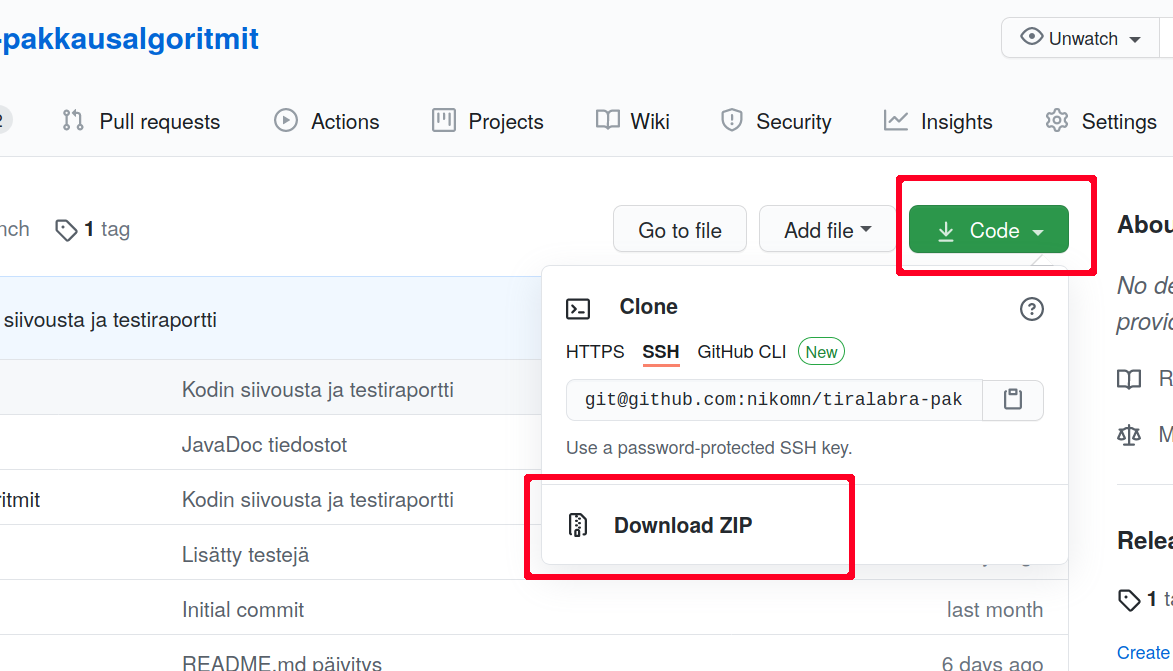 -pakkausalgoritmit
Unwatch
2 Pull requests Actions Projects Wiki Security Insights Settings
nch 1 tag Go to file Add file Code
Abou
No de
provid
siivousta ja testiraportti
Clone
HTTPS SSH GitHub CLI New
git@github.com:nikomn/tiralabra-pak
Use a password-protected SSH key.
Download ZIP
Kodin siivousta ja testiraportti
JavaDoc tiedostot
ritmit Kodin siivousta ja testiraportti
Lisätty testejä
Initial commit last month
README.md päivitys 6 days ago
R
M
Relea
1 ta
Create